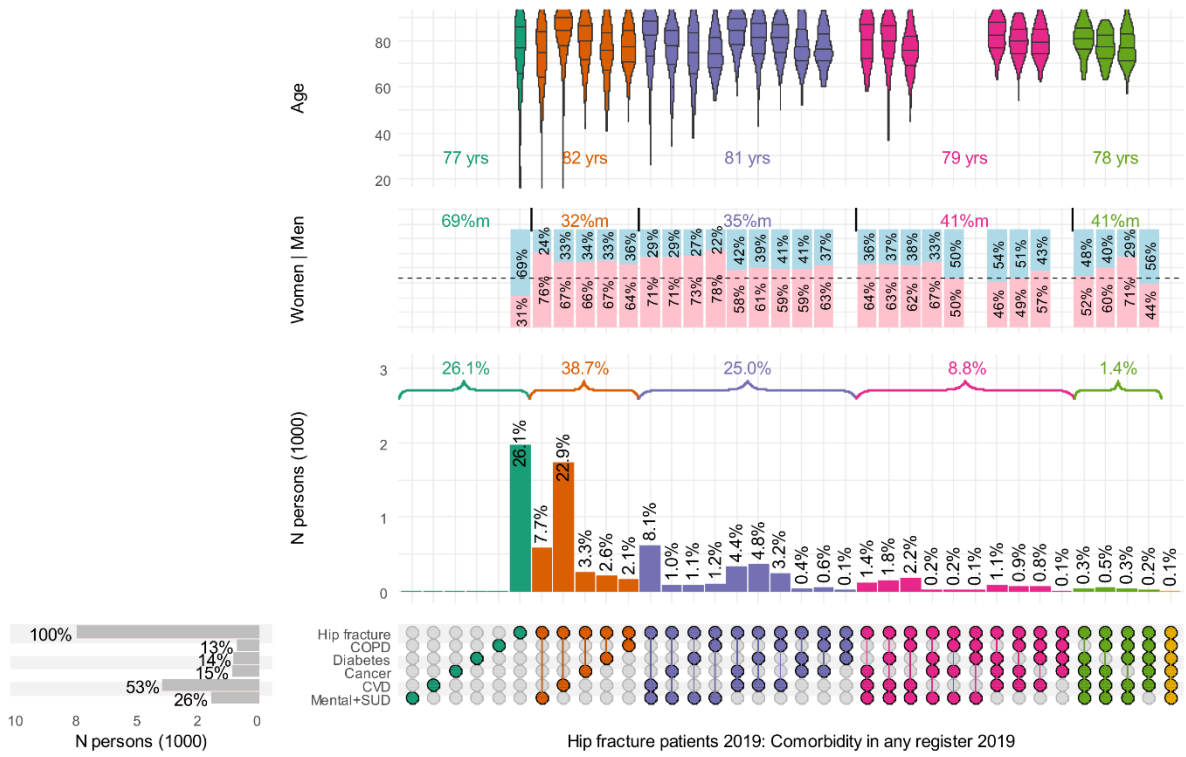 Age
80
60
40
20
77 yrs 82 yrs 81 yrs 79 yrs 78 yrs
Women | Men
69%m 32%m 35%m 41%m 41%m
69% 24% 33% 34% 33% 36% 29% 29% 27% 22% 42% 39% 41% 41% 37% 36% 37% 38% 33% 50% 54% 51% 43% 48% 40% 29% 56%
31% 76% 67% 66% 67% 64% 71% 71% 73% 78% 58% 61% 59% 59% 63% 64% 63% 62% 67% 50% 46% 49% 57% 52% 60% 71% 44%
N persons (1000)
3
2
1
0
26.1% 38.7% 25.0% 8.8% 1.4%
26.1% 7.7% 22.9% 3.3% 2.6% 2.1% 8.1% 1.0% 1.1% 1.2% 4.4% 4.8% 3.2% 0.4% 0.6% 0.1% 1.4% 1.8% 2.2% 0.2% 0.2% 0.1% 1.1% 0.9% 0.8% 0.1% 0.3% 0.5% 0.3% 0.2% 0.1%
100% Hip fracture
13% COPD
14% Diabetes
15% Cancer
53% CVD
26% Mental+SUD
10 8 5 2 0
N persons (1000)
Hip fracture patients 2019: Comorbidity in any register 2019